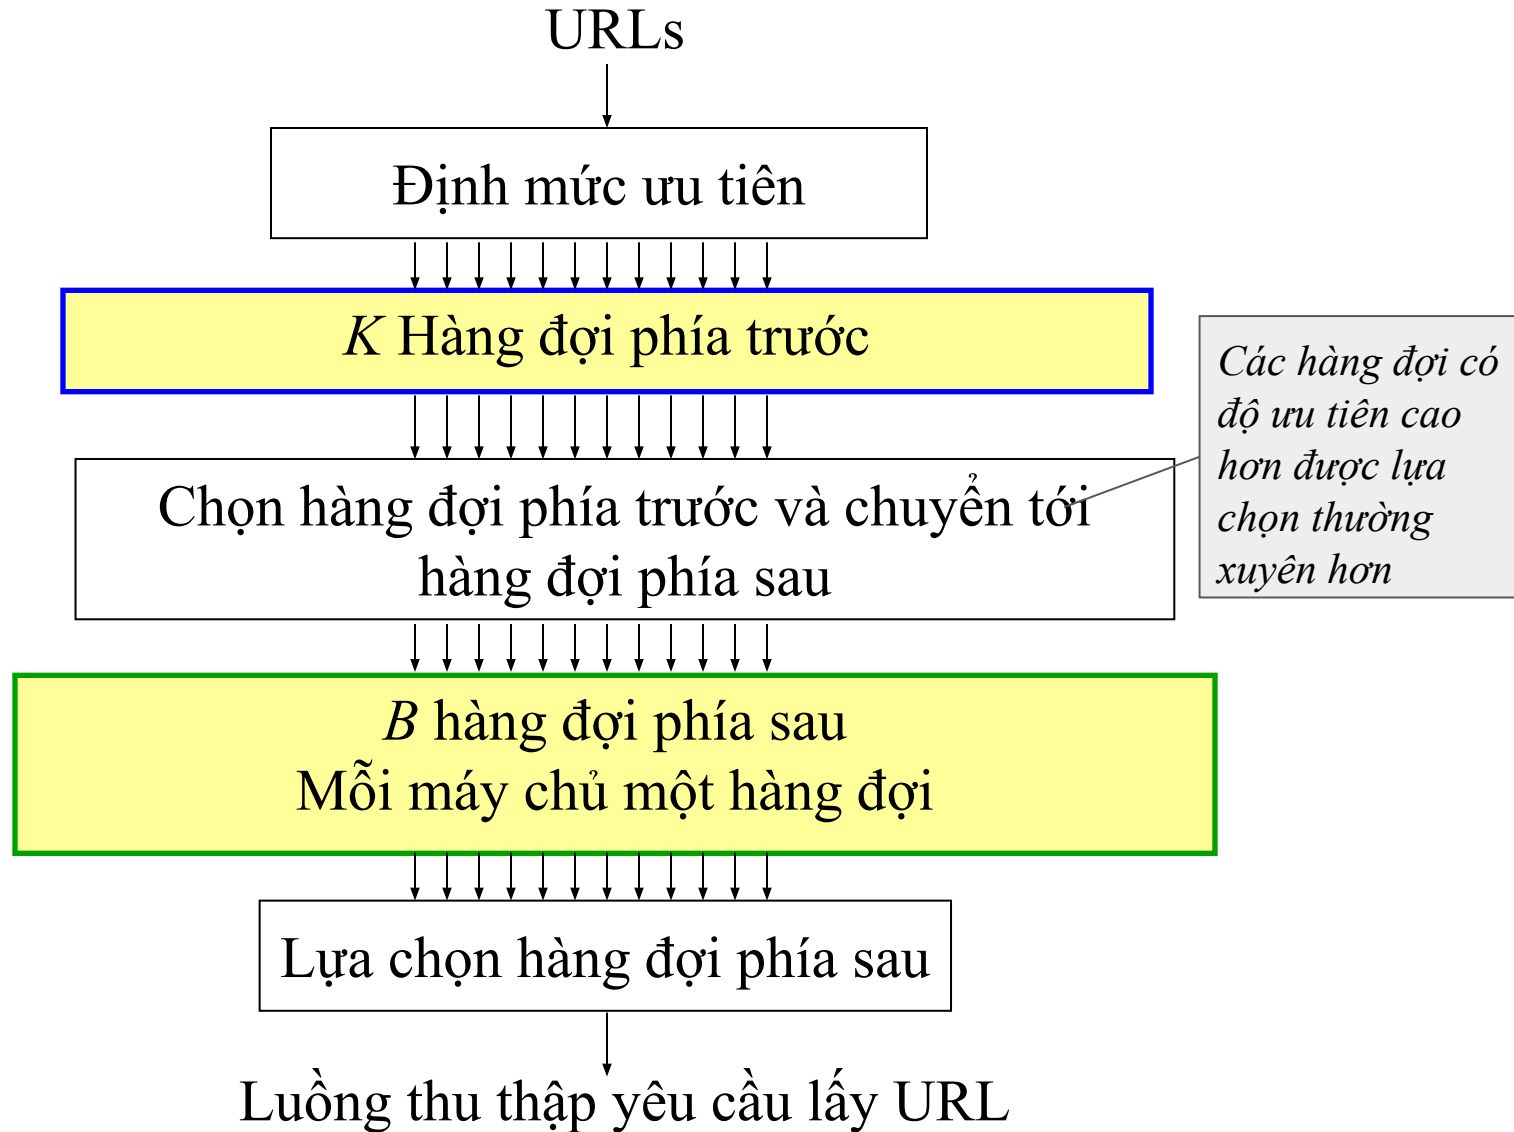 URLs
Định mức ưu tiên
K Hàng đợi phía trước
Chọn hàng đợi phía trước và chuyển tới
hàng đợi phía sau
Các hàng đợi có
độ ưu tiên cao
hơn được lựa
chọn thường
xuyên hơn
B hàng đợi phía sau
Mỗi máy chủ một hàng đợi
Lựa chọn hàng đợi phía sau
Luồng thu thập yêu cầu lấy URL